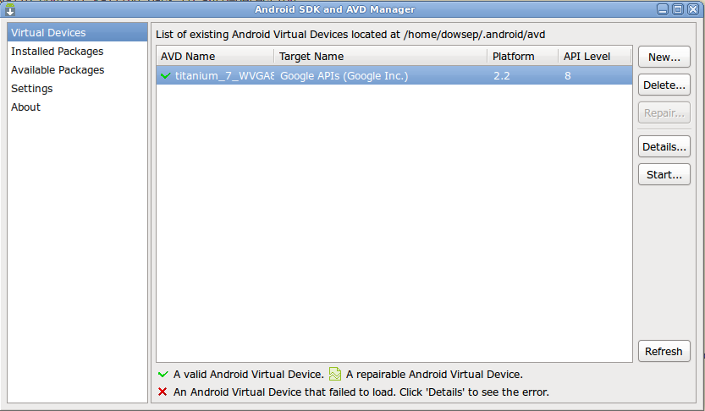 Android SDK and AVD Manager
Virtual Devices
Installed Packages
Available Packages
Settings
About
List of existing Android Virtual Devices located at /home/dowsep/.android/avd
AVD Name Target Name Platform API Level
titanium_7_WVGA8 Google APIs (Google Inc.) 2.2 8
New...
Delete...
Repair...
Details...
Start...
Refresh
A valid Android Virtual Device. A repairable Android Virtual Device.
An Android Virtual Device that failed to load. Click 'Details' to see the error.